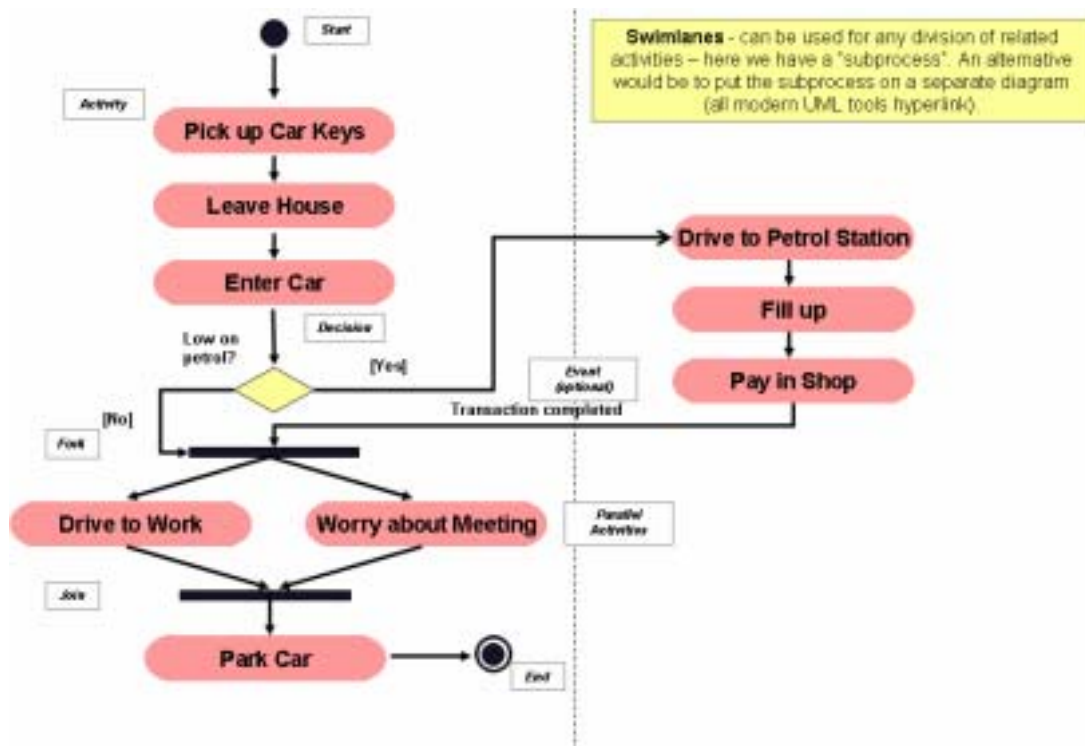 Start
Swimlanes - can be used for any division of related
activities – here we have a "subprocess". An alternative
would be to put the subprocess on a separate diagram
(all modern UML tools hyperlink).
Activity
Pick up Car Keys
Leave House
Drive to Petrol Station
Enter Car
Fill up
Decision
Low on
petrol?
[Yes]
Event
(optional)
Pay in Shop
Transaction completed
[No]
Fork
Drive to Work
Worry about Meeting
Parallel
Activities
Join
Park Car
End